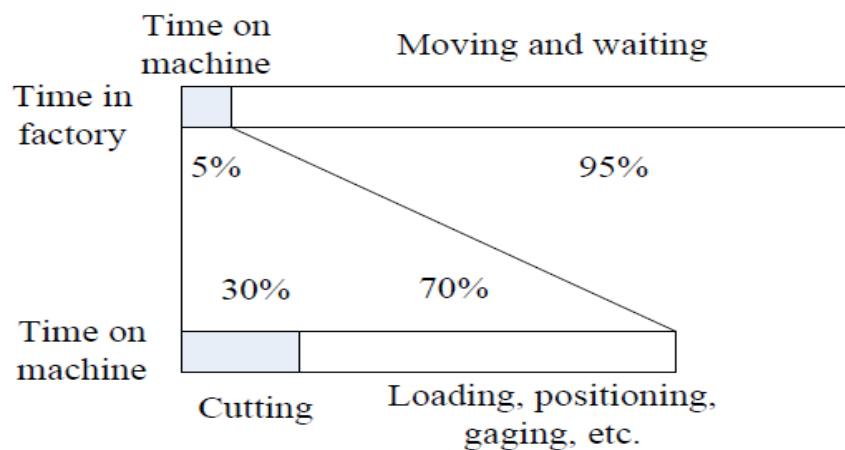 Time on
machine
Moving and waiting
Time in
factory
5%
95%
30%
70%
Time on
machine
Cutting
Loading, positioning,
gaging, etc.